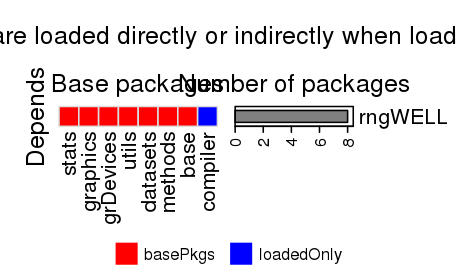 are loaded directly or indirectly when load
Base packages
Number of packages
Depends
rngWELL
0
2
4
6
8
stats
graphics
grDevices
utils
datasets
methods
base
compiler
basePkgs
loadedOnly